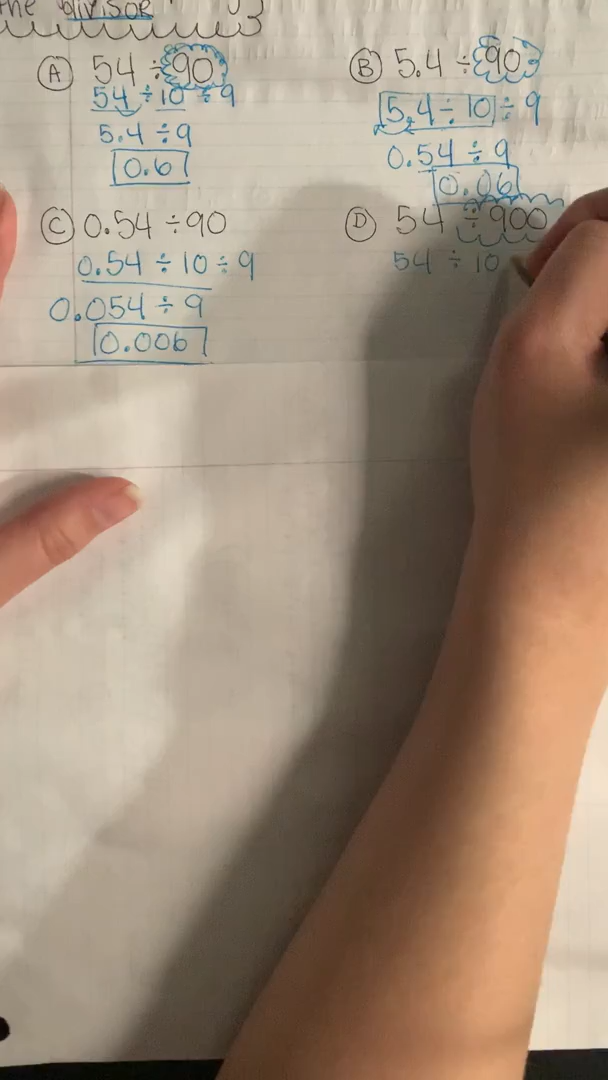 the divisor
Ⓐ 54 ÷ 90
54 ÷ 10 ÷ 9
5.4 ÷ 9
0.6
Ⓑ 5.4 ÷ 90
5.4 ÷ 10 ÷ 9
0.54 ÷ 9
0.06
Ⓒ 0.54 ÷ 90
0.54 ÷ 10 ÷ 9
0.054 ÷ 9
0.006
Ⓓ 54 ÷ 900
54 ÷ 10